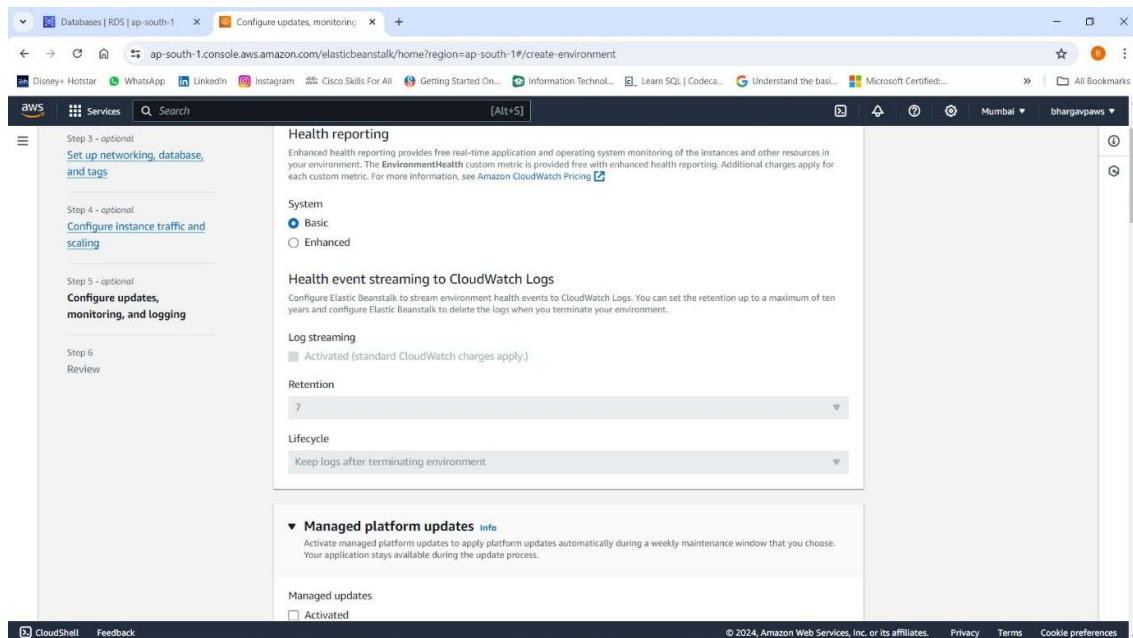 Databases | RDS | ap-south-1
Configure updates, monitoring
ap-south-1.console.aws.amazon.com/elasticbeanstalk/home?region=ap-south-1#/create-environment
Disney+ Hotstar
WhatsApp
LinkedIn
Instagram
Cisco Skills For All
Getting Started On...
Information Technol...
Learn SQL | Codeca...
Understand the basi...
Microsoft Certified:...
»
All Bookmarks
aws
Services
Search
[Alt+S]
Mumbai
bhargavpaws
Step 3 - optional
Set up networking, database,
and tags
Step 4 - optional
Configure instance traffic and
scaling
Step 5 - optional
Configure updates,
monitoring, and logging
Step 6
Review
Health reporting
Enhanced health reporting provides free real-time application and operating system monitoring of the instances and other resources in
your environment. The EnvironmentHealth custom metric is provided free with enhanced health reporting. Additional charges apply for
each custom metric. For more information, see Amazon CloudWatch Pricing
System
Basic
Enhanced
Health event streaming to CloudWatch Logs
Configure Elastic Beanstalk to stream environment health events to CloudWatch Logs. You can set the retention up to a maximum of ten
years and configure Elastic Beanstalk to delete the logs when you terminate your environment.
Log streaming
Activated (standard CloudWatch charges apply.)
Retention
7
Lifecycle
Keep logs after terminating environment
Managed platform updates Info
Activate managed platform updates to apply platform updates automatically during a weekly maintenance window that you choose.
Your application stays available during the update process.
Managed updates
Activated
CloudShell
Feedback
© 2024, Amazon Web Services, Inc. or its affiliates.
Privacy
Terms
Cookie preferences